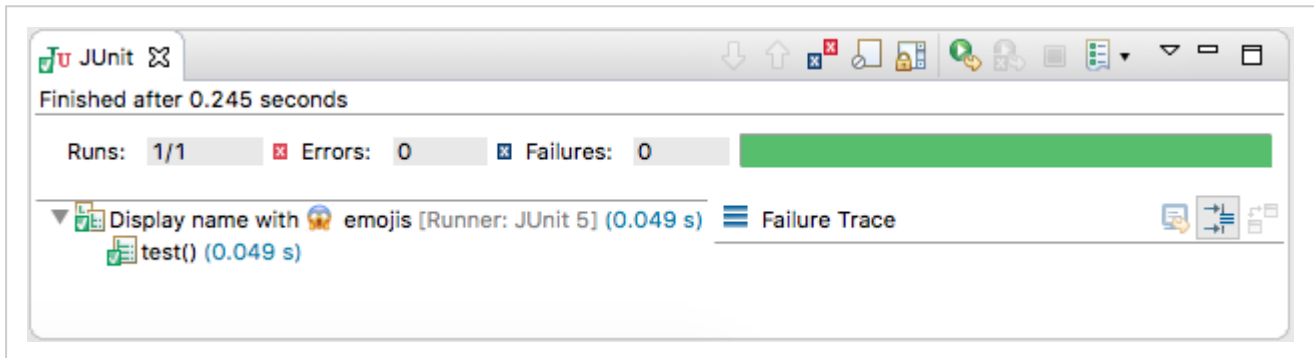 JUnit
Finished after 0.245 seconds
Runs: 1/1 Errors: 0 Failures: 0
Display name with 😱 emojis [Runner: JUnit 5] (0.049 s)
Failure Trace
test() (0.049 s)